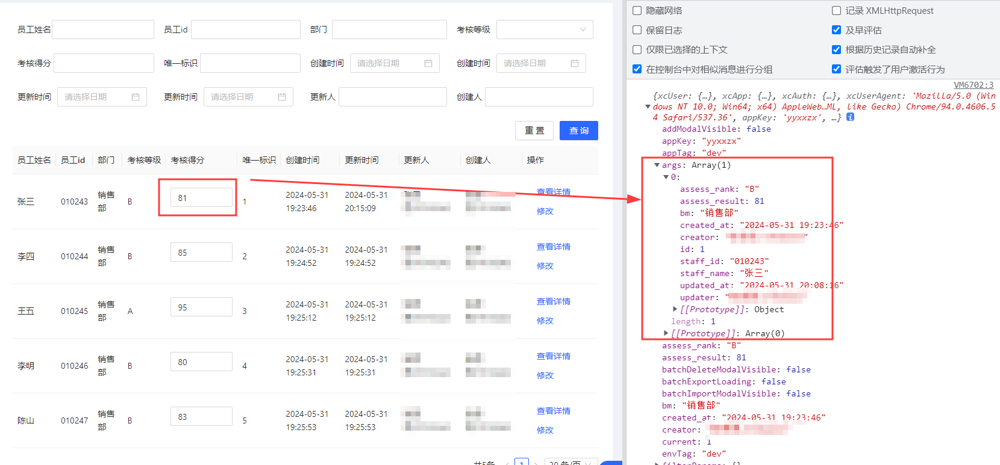 员工姓名 员工id 部门 考核等级
考核得分 唯一标识 创建时间 请选择日期 创建时间 请选择日期
更新时间 请选择日期 更新时间 请选择日期 更新人 创建人
重 置 查 询
员工姓名 员工id 部门 考核等级 考核得分 唯一标识 创建时间 更新时间 更新人 创建人 操作
张三 010243 销售部 B 81 1 2024-05-31 19:23:46 2024-05-31 20:15:09 查看详情 修改
李四 010244 销售部 B 85 2 2024-05-31 19:24:52 2024-05-31 19:24:52 查看详情 修改
王五 010245 销售部 A 95 3 2024-05-31 19:25:12 2024-05-31 19:25:12 查看详情 修改
李明 010246 销售部 B 80 4 2024-05-31 19:25:31 2024-05-31 19:25:31 查看详情 修改
陈山 010247 销售部 B 83 5 2024-05-31 19:25:53 2024-05-31 19:25:53 查看详情 修改
共5条 < 1 > 20 条/页
隐藏网络 记录 XMLHttpRequest
保留日志 及早评估
仅限已选择的上下文 根据历史记录自动补全
在控制台中对相似消息进行分组 评估触发了用户激活行为
VM6702:3
{xcUser: {…}, xcApp: {…}, xcAuth: {…}, xcUserAgent: 'Mozilla/5.0 (Win
dows NT 10.0; Win64; x64) AppleWeb…ML, like Gecko) Chrome/94.0.4606.5
4 Safari/537.36', appKey: 'yyxxzx', …}
addModalVisible: false
appKey: "yyxxzx"
appTag: "dev"
args: Array(1)
0:
assess_rank: "B"
assess_result: 81
bm: "销售部"
created_at: "2024-05-31 19:23:46"
creator:
id: 1
staff_id: "010243"
staff_name: "张三"
updated_at: "2024-05-31 20:08:16"
updater: "
[[Prototype]]: Object
length: 1
[[Prototype]]: Array(0)
assess_rank: "B"
assess_result: 81
batchDeleteModalVisible: false
batchExportLoading: false
batchImportModalVisible: false
bm: "销售部"
created_at: "2024-05-31 19:23:46"
creator:
current: 1
envTag: "dev"